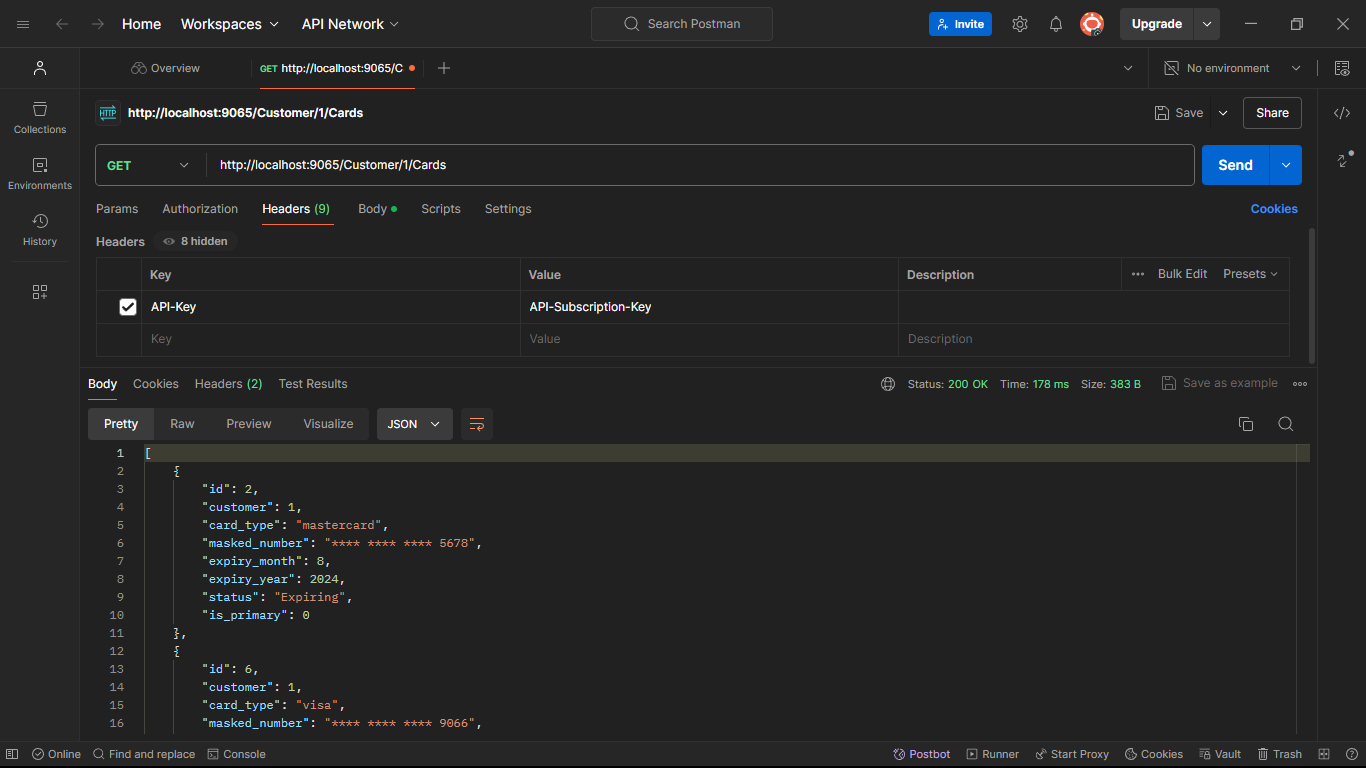 Home Workspaces API Network Search Postman Invite Upgrade
Overview GET http://localhost:9065/C No environment
HTTP http://localhost:9065/Customer/1/Cards Save Share
Collections
Environments
History
GET http://localhost:9065/Customer/1/Cards Send
Params Authorization Headers (9) Body Scripts Settings Cookies
Headers 8 hidden
Key Value Description Bulk Edit Presets
API-Key API-Subscription-Key
Key Value Description
Body Cookies Headers (2) Test Results Status: 200 OK Time: 178 ms Size: 383 B Save as example
Pretty Raw Preview Visualize JSON
1 [
2 {
3 "id": 2,
4 "customer": 1,
5 "card_type": "mastercard",
6 "masked_number": "**** **** **** 5678",
7 "expiry_month": 8,
8 "expiry_year": 2024,
9 "status": "Expiring",
10 "is_primary": 0
11 },
12 {
13 "id": 6,
14 "customer": 1,
15 "card_type": "visa",
16 "masked_number": "**** **** **** 9066",
Online Find and replace Console Postbot Runner Start Proxy Cookies Vault Trash